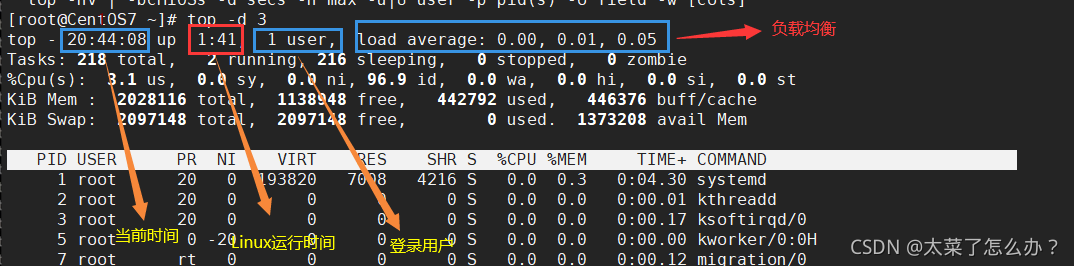 [root@CentOS7 ~]# top -d 3
top - 20:44:08 up 1:41, 1 user, load average: 0.00, 0.01, 0.05 负载均衡
Tasks: 218 total, 2 running, 216 sleeping, 0 stopped, 0 zombie
%Cpu(s): 3.1 us, 0.0 sy, 0.0 ni, 96.9 id, 0.0 wa, 0.0 hi, 0.0 si, 0.0 st
KiB Mem : 2028116 total, 1138948 free, 442792 used, 446376 buff/cache
KiB Swap: 2097148 total, 2097148 free, 0 used. 1373208 avail Mem
PID USER PR NI VIRT RES SHR S %CPU %MEM TIME+ COMMAND
1 root 20 0 193820 7008 4216 S 0.0 0.3 0:04.30 systemd
2 root 20 0 0 0 0 S 0.0 0.0 0:00.01 kthreadd
3 root 20 0 0 0 0 S 0.0 0.0 0:00.17 ksoftirqd/0
5 root 0 -20 0 0 0 S 0.0 0.0 0:00.00 kworker/0:0H
7 root rt 0 0 0 0 S 0.0 0.0 0:00.12 migration/0
当前时间 Linux运行时间 登录用户
CSDN @太菜了怎么办？